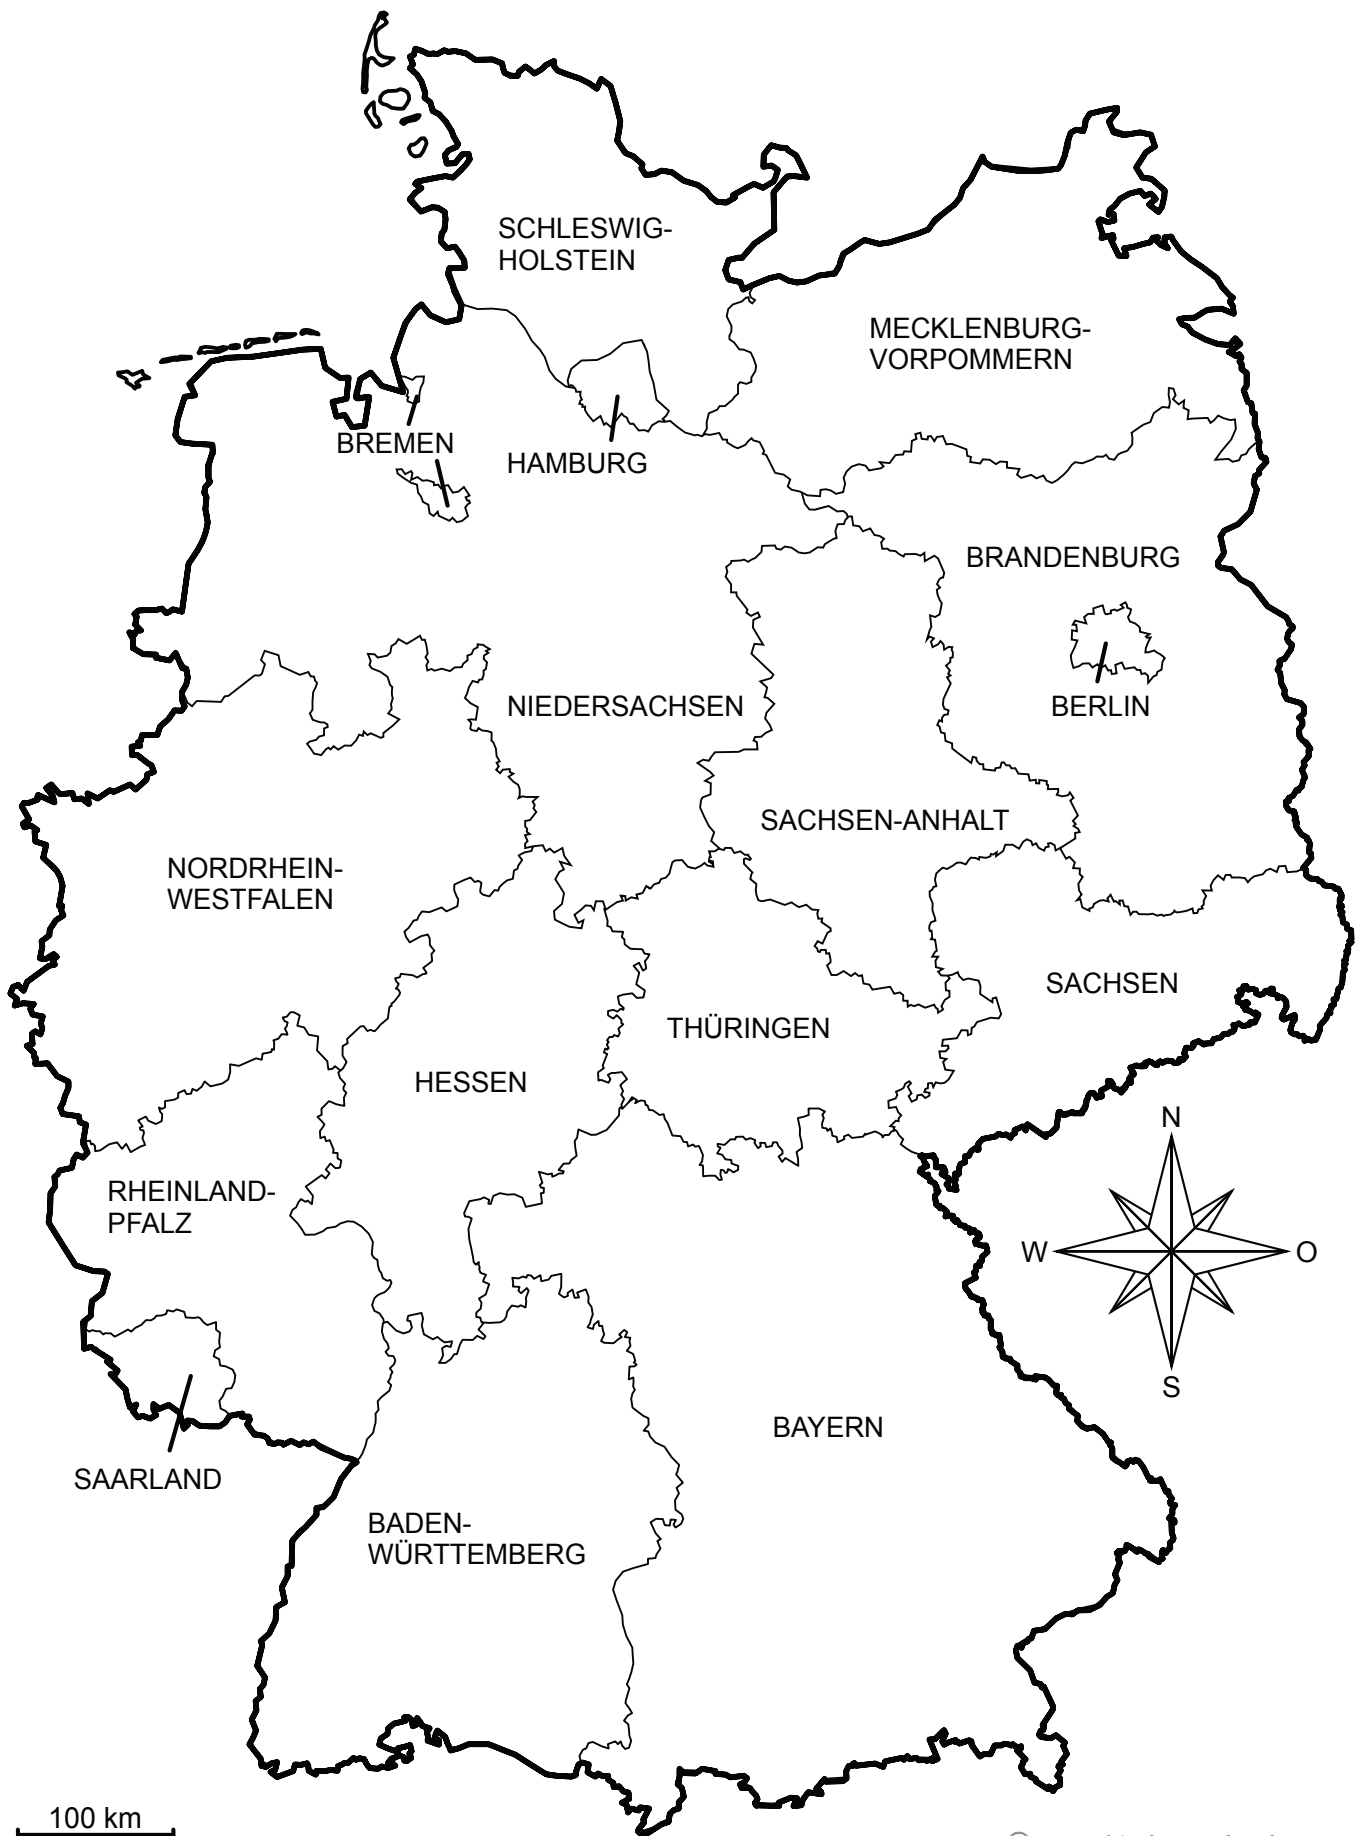 SCHLESWIG-
HOLSTEIN
MECKLENBURG-
VORPOMMERN
BREMEN
HAMBURG
BRANDENBURG
BERLIN
NIEDERSACHSEN
SACHSEN-ANHALT
NORDRHEIN-
WESTFALEN
SACHSEN
THÜRINGEN
HESSEN
N
W
O
S
RHEINLAND-
PFALZ
SAARLAND
BAYERN
BADEN-
WÜRTTEMBERG
100 km